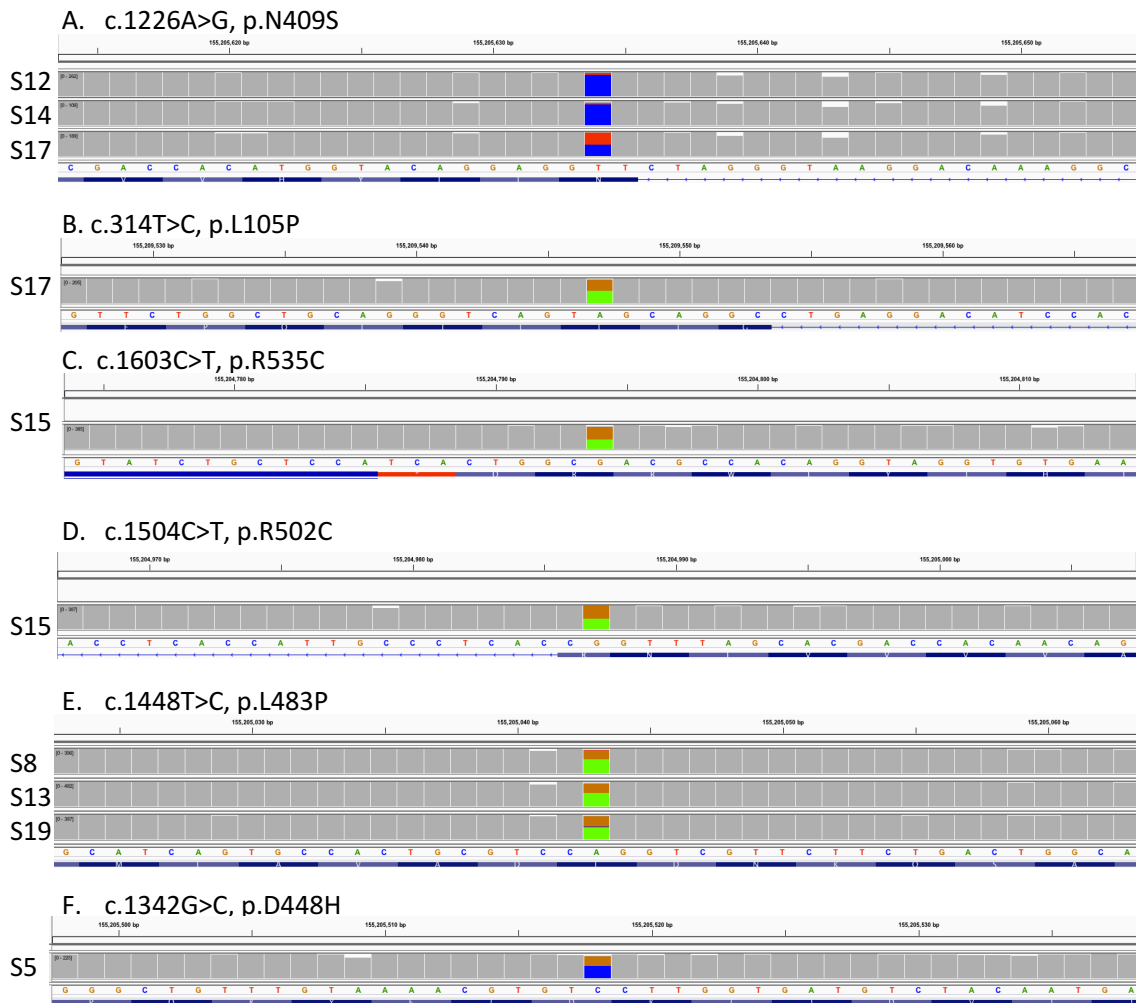 A. c.1226A>G, p.N409S
155,205,620 bp 155,205,630 bp 155,205,640 bp 155,205,650 bp
S12
S14
S17
C G A C C A C A T G G T A C A G G A G G T T C T A G G G T A A G G A C A A A G G C
V V H Y N
B. c.314T>C, p.L105P
155,209,530 bp 155,209,540 bp 155,209,550 bp 155,209,560 bp
S17
G T T C T G G C T G C A G G G T C A G T A G C A G G C C T G A G G A C A T C C A C
C. c.1603C>T, p.R535C
155,204,780 bp 155,204,790 bp 155,204,800 bp 155,204,810 bp
S15
G T A T C T G C T C C A T C A C T G G C G A C G C C A C A G G T A G G T G T G A A
D R K W Y H
D. c.1504C>T, p.R502C
155,204,970 bp 155,204,980 bp 155,204,990 bp 155,205,000 bp
S15
A C C T C A C C A T T G C C C T C A C C G G T T T A G C A C G A C C A C A A C A G
N V V V V A
E. c.1448T>C, p.L483P
155,205,030 bp 155,205,040 bp 155,205,050 bp 155,205,060 bp
S8
S13
S19
G C A T C A G T G C C A C T G C G T C C A G G T C G T T C T T C T G A C T G G C A
M A V A D D N K S A
F. c.1342G>C, p.D448H
155,205,500 bp 155,205,510 bp 155,205,520 bp 155,205,530 bp
S5
G G G C T G T T T G T A A A A C G T G T C C T T G G T G A T G T C T A C A A T G A